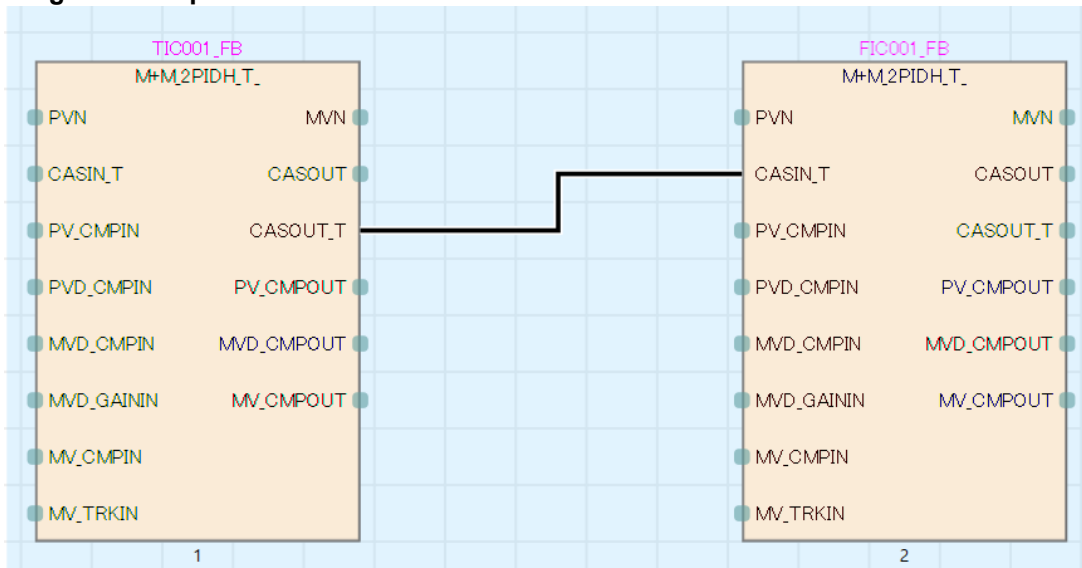 TIC001_FB
M+M_2PIDH_T_
PVN MVN
CASIN_T CASOUT
PV_CMPIN CASOUT_T
PVD_CMPIN PV_CMPOUT
MVD_CMPIN MVD_CMPOUT
MVD_GAININ MV_CMPOUT
MV_CMPIN
MV_TRKIN
1
FIC001_FB
M+M_2PIDH_T_
PVN MVN
CASIN_T CASOUT
PV_CMPIN CASOUT_T
PVD_CMPIN PV_CMPOUT
MVD_CMPIN MVD_CMPOUT
MVD_GAININ MV_CMPOUT
MV_CMPIN
MV_TRKIN
2